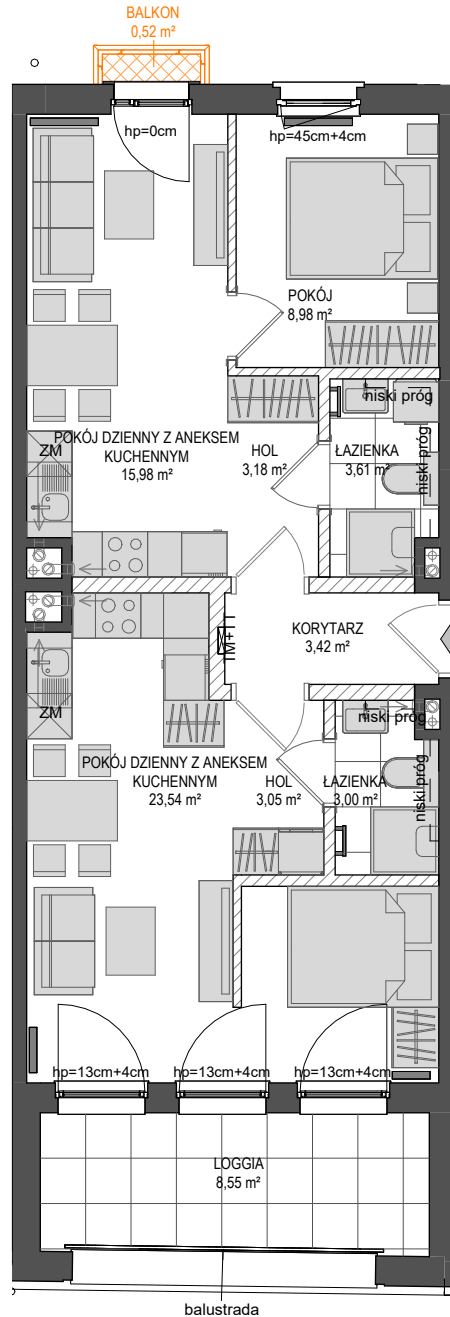 BALKON
0,52 m²
hp=0cm
hp=45cm+4cm
POKÓJ
8,98 m²
niski próg
ZM
POKÓJ DZIENNY Z ANEKSEM
KUCHENNYM
15,98 m²
HOL
3,18 m²
ŁAZIENKA
3,61 m²
niski próg
KORYTARZ
3,42 m²
TM+TT
niski próg
ZM
POKÓJ DZIENNY Z ANEKSEM
KUCHENNYM
23,54 m²
HOL
3,05 m²
ŁAZIENKA
3,00 m²
niski próg
hp=13cm+4cm
hp=13cm+4cm
hp=13cm+4cm
LOGGIA
8,55 m²
balustrada